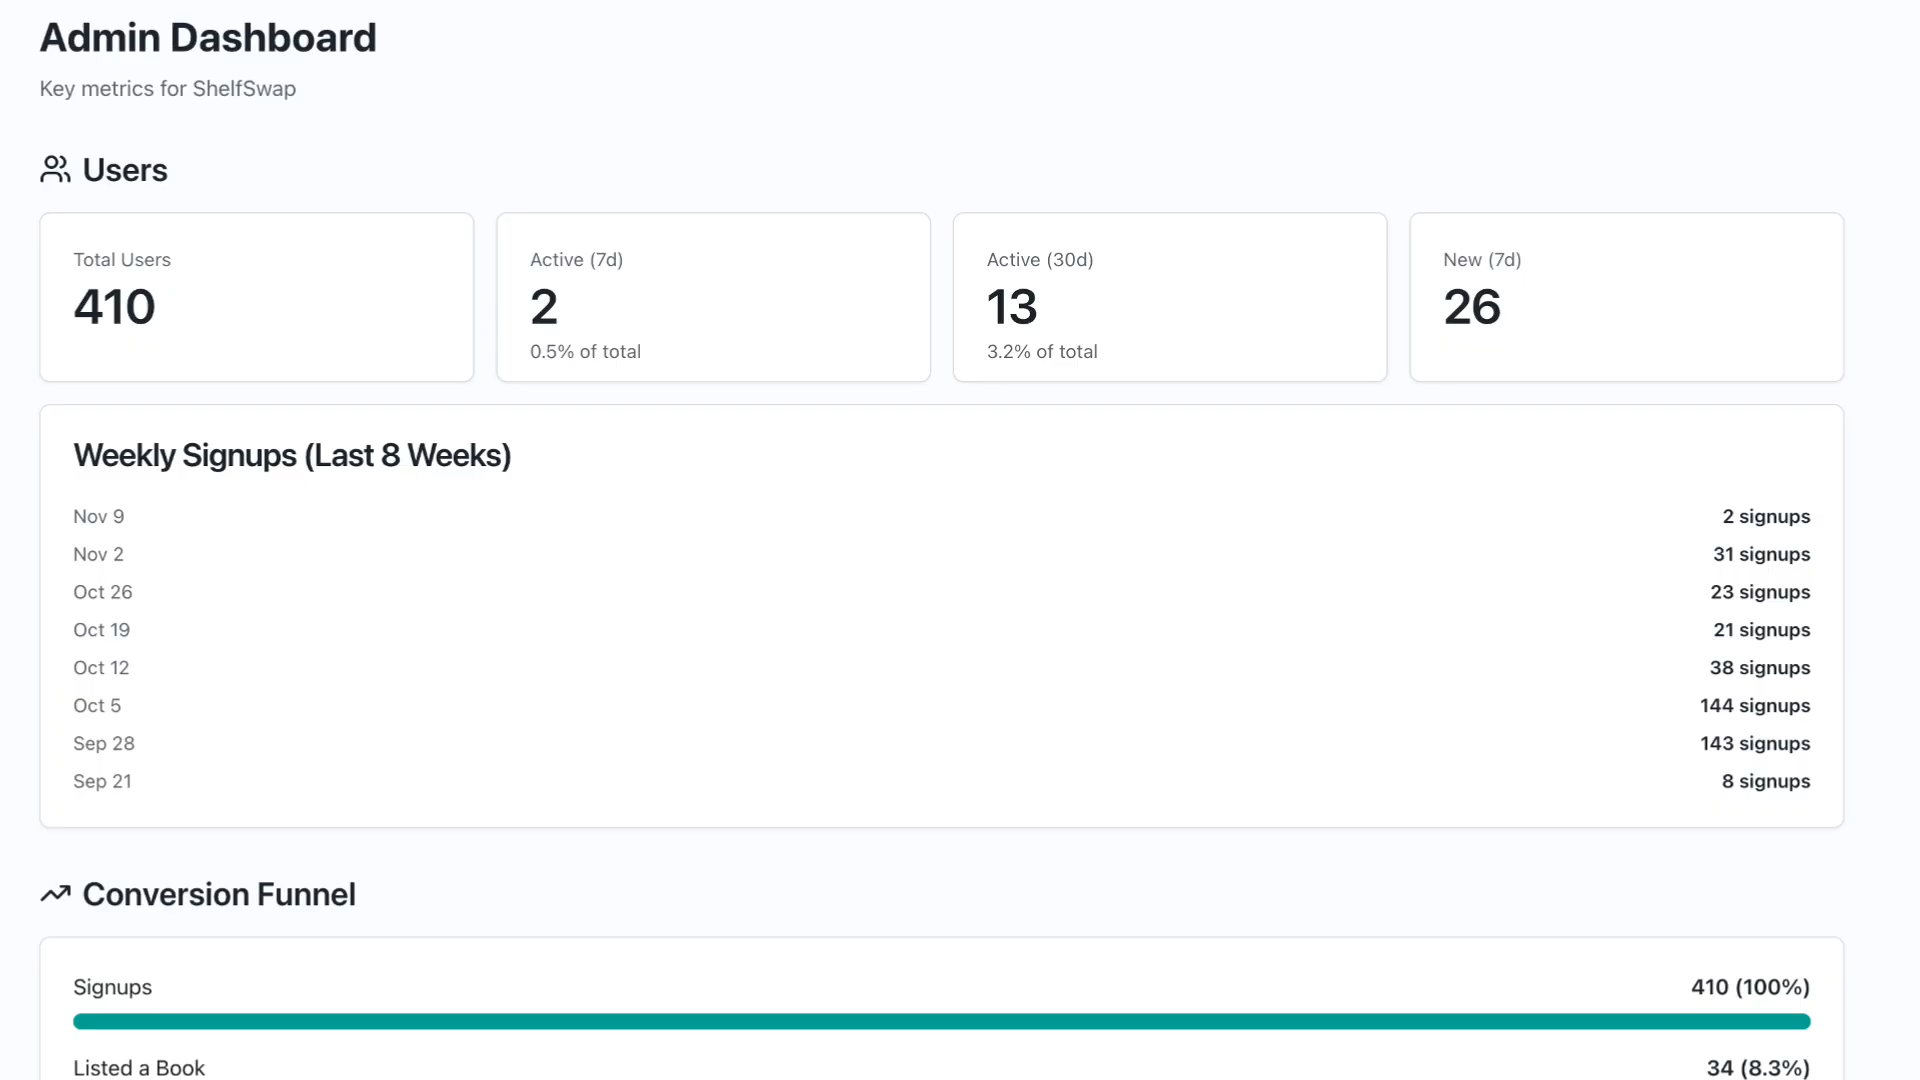 Admin Dashboard
Key metrics for ShelfSwap
Users
Total Users
410
Active (7d)
2
0.5% of total
Active (30d)
13
3.2% of total
New (7d)
26
Weekly Signups (Last 8 Weeks)
Nov 9 2 signups
Nov 2 31 signups
Oct 26 23 signups
Oct 19 21 signups
Oct 12 38 signups
Oct 5 144 signups
Sep 28 143 signups
Sep 21 8 signups
Conversion Funnel
Signups 410 (100%)
Listed a Book 34 (8.3%)